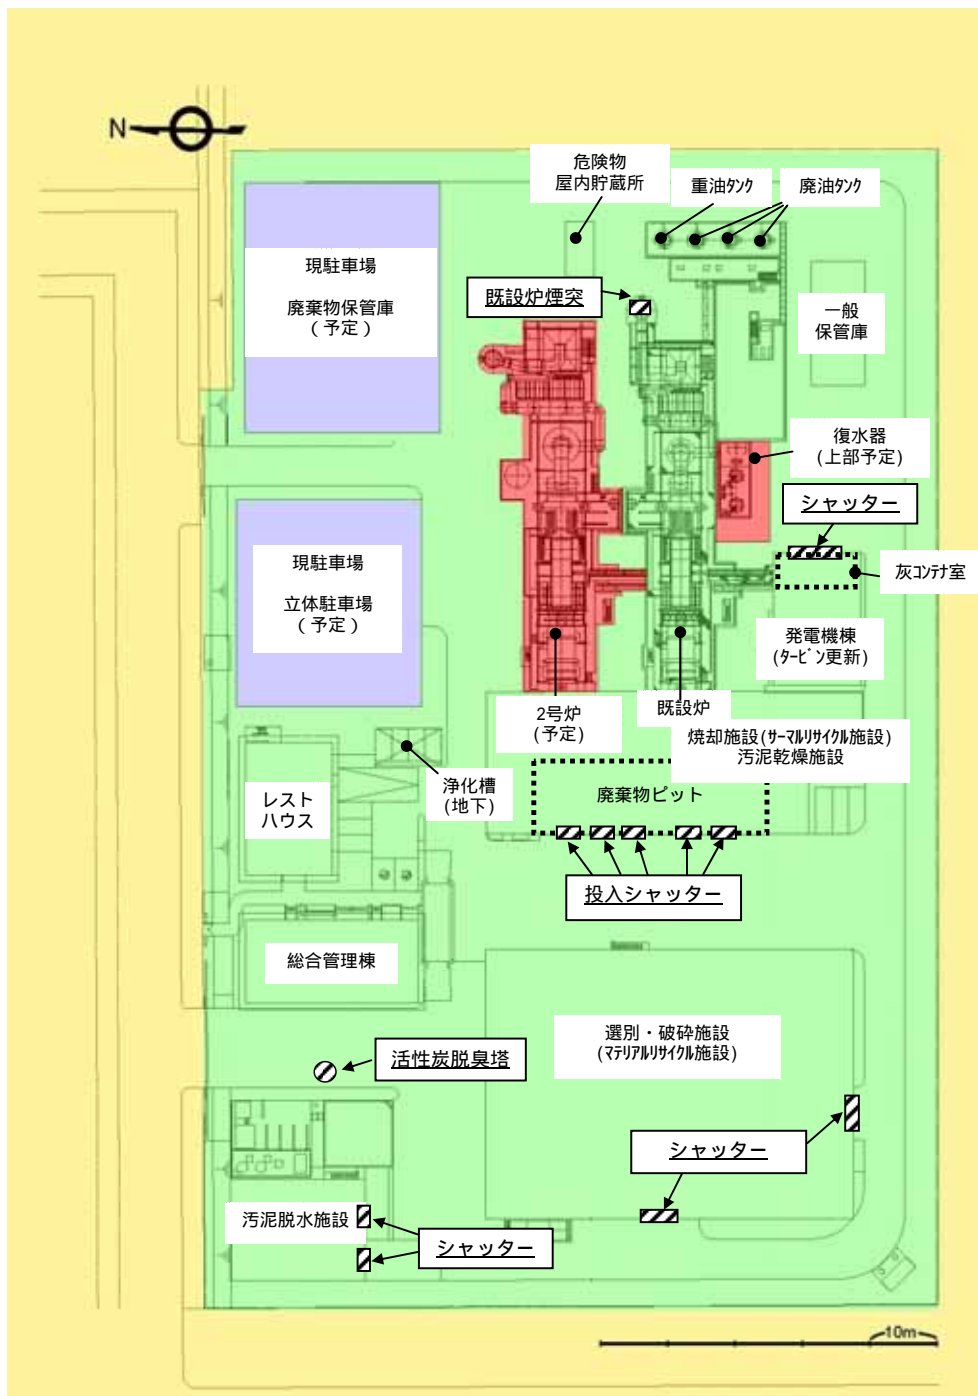 N
危険物
屋内貯蔵所
重油ﾀﾝｸ
廃油ﾀﾝｸ
現駐車場
廃棄物保管庫
（予定）
既設炉煙突
一般
保管庫
復水器
(上部予定)
シャッター
灰ｺﾝﾃﾅ室
現駐車場
立体駐車場
（予定）
発電機棟
(ﾀｰﾋﾞﾝ更新)
2号炉
(予定)
既設炉
焼却施設(ｻｰﾏﾙﾘｻｲｸﾙ施設)
汚泥乾燥施設
浄化槽
(地下)
レスト
ハウス
廃棄物ピット
投入シャッター
総合管理棟
選別・破砕施設
(ﾏﾃﾘｱﾙﾘｻｲｸﾙ施設)
活性炭脱臭塔
シャッター
汚泥脱水施設
シャッター
10m